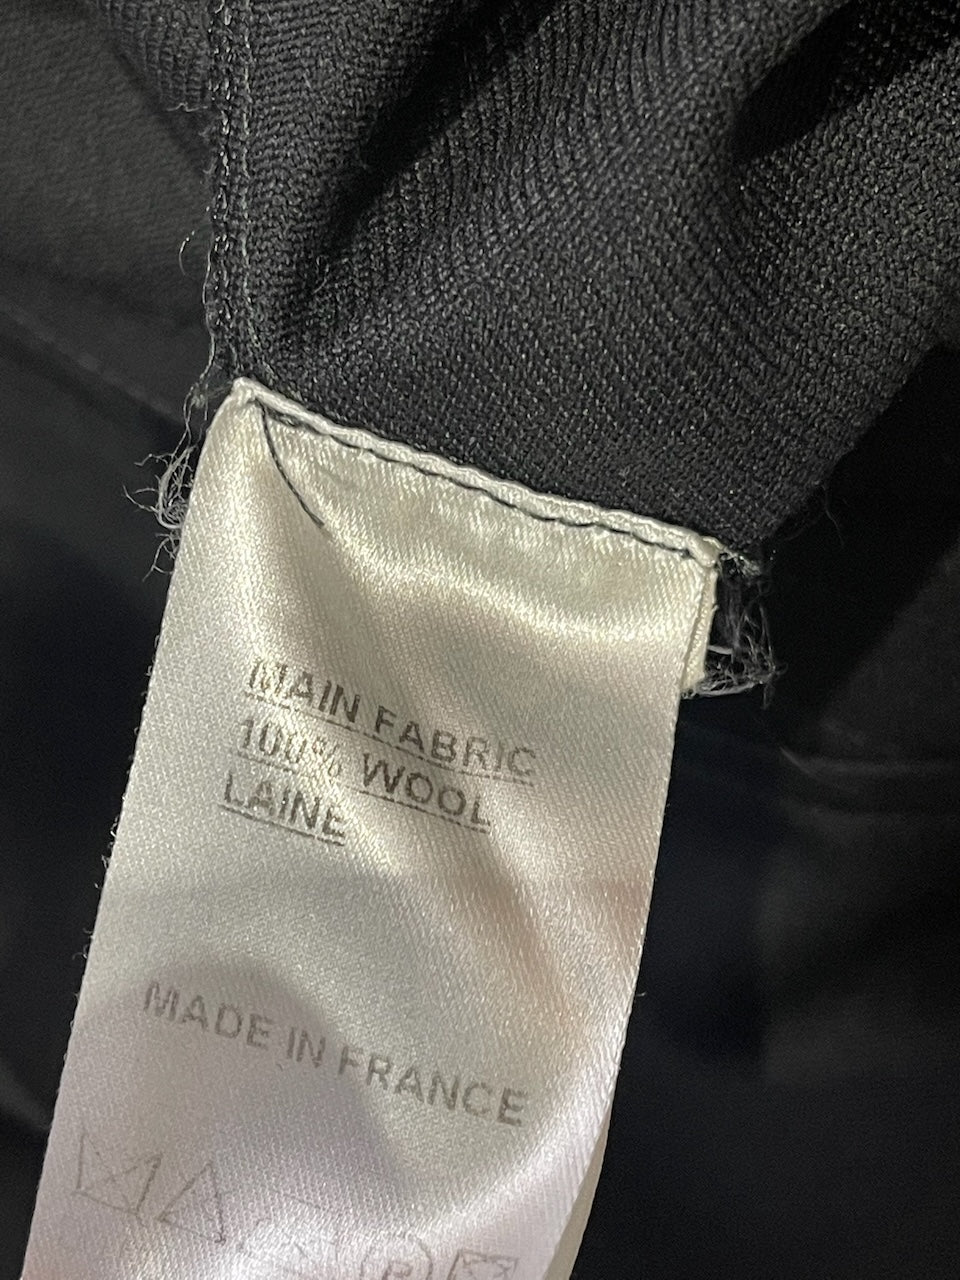 MAIN FABRIC
100% WOOL
LAINE
MADE IN FRANCE